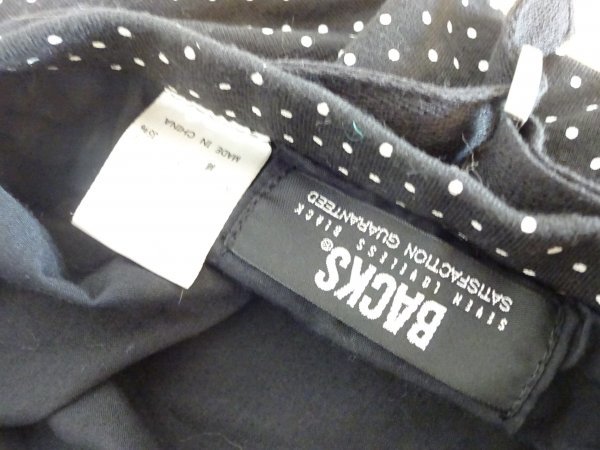 BACKS®
SEVEN LOVELESS BLACK
SATISFACTION GUARANTEED
M
MADE IN CHINA